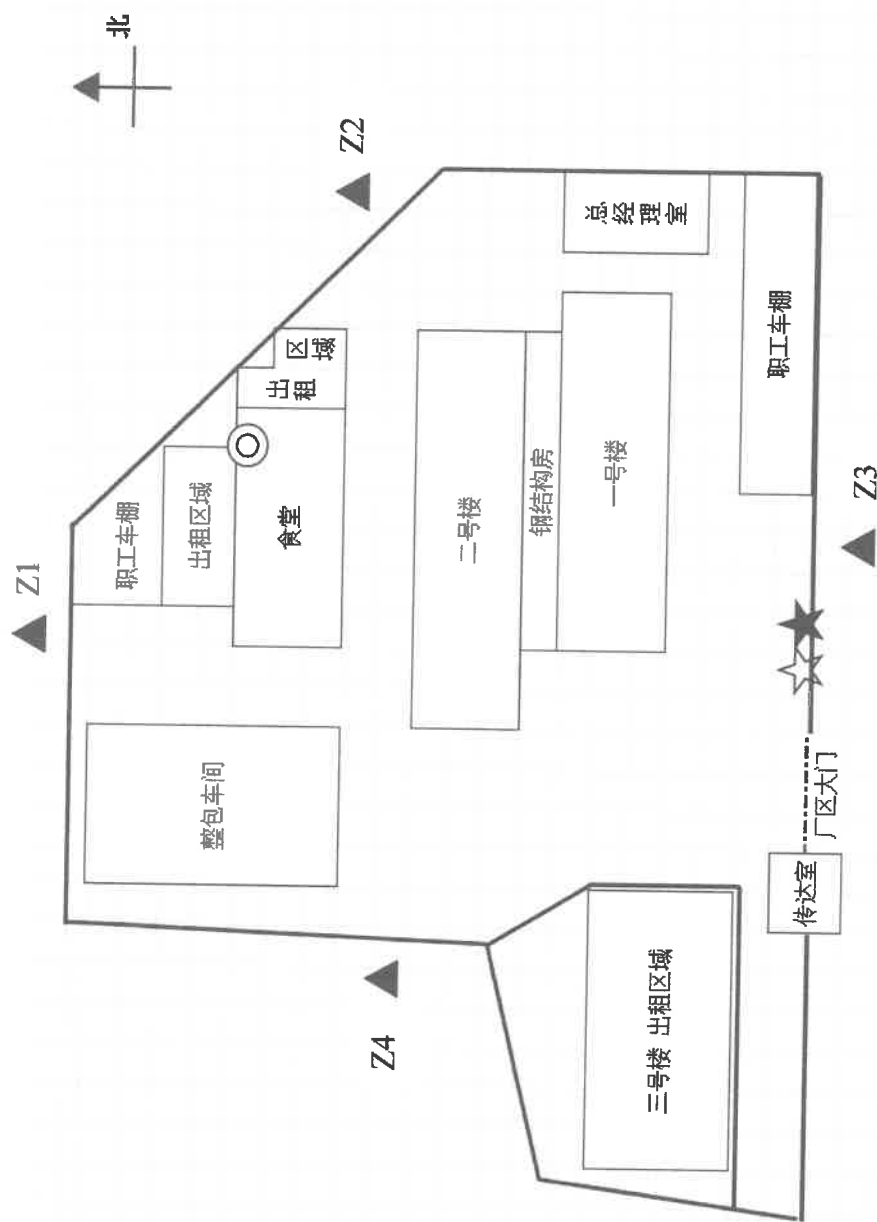 北
Z1
Z2
职工车棚
出租区域
出租
区域
食堂
整包车间
总经理室
二号楼
钢结构房
一号楼
职工车棚
Z4
Z3
三号楼 出租区域
传达室
厂区大门